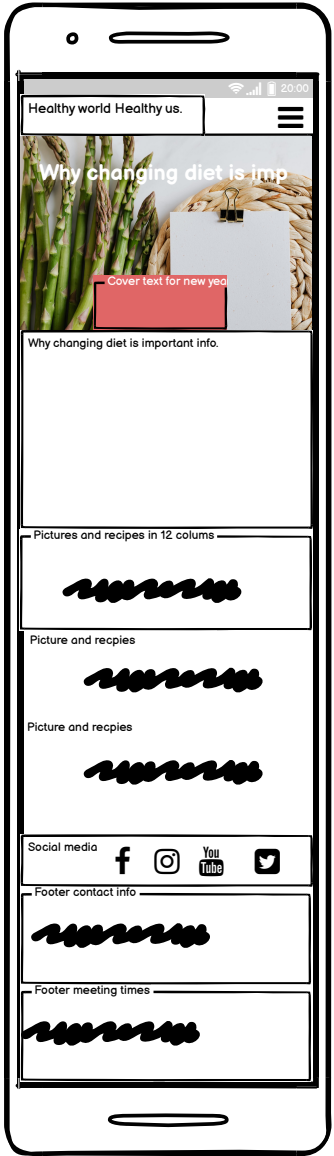 20:00
Healthy world Healthy us.
Why changing diet is imp
Cover text for new yea
Why changing diet is important info.
Pictures and recipes in 12 colums
Picture and recpies
Picture and recpies
Social media
You
Tube
Footer contact info
Footer meeting times